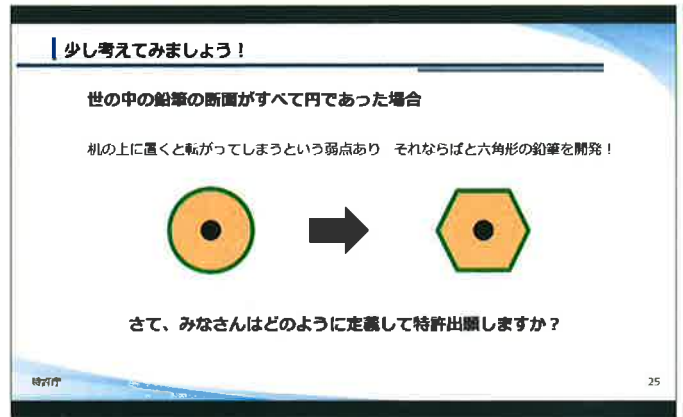 少し考えてみましょう！
世の中の鉛筆の断面がすべて円であった場合
机の上に置くと転がってしまうという弱点あり　それならばと六角形の鉛筆を開発！
さて、みなさんはどのように定義して特許出願しますか？
特許庁
25